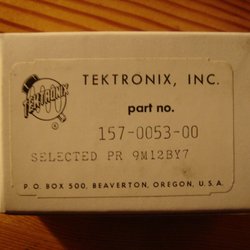 TEKTRONIX
®
TEKTRONIX, INC.
part no.
157-0053-00
SELECTED PR 9M12BY7
P. O. BOX 500, BEAVERTON, OREGON, U. S. A.